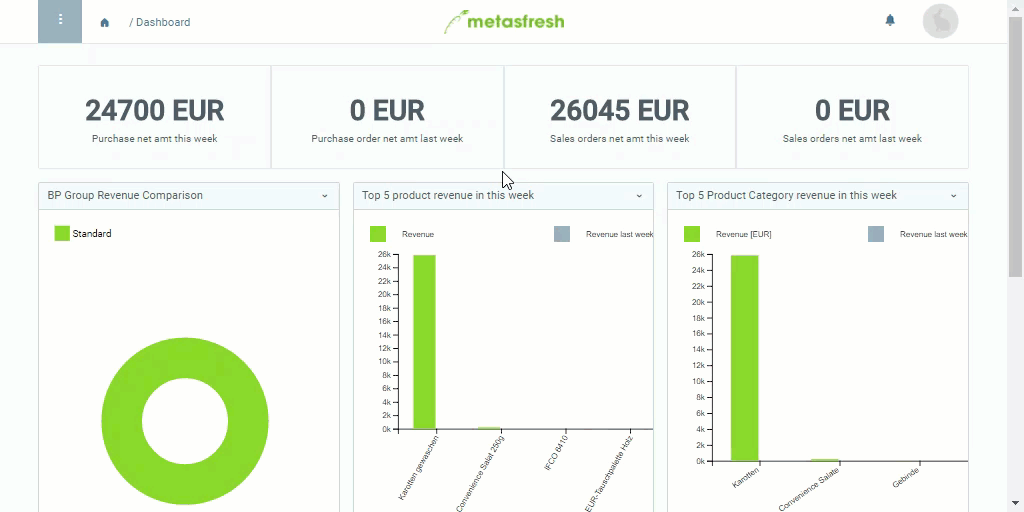 / Dashboard
metasfresh
24700 EUR
Purchase net amt this week
0 EUR
Purchase order net amt last week
26045 EUR
Sales orders net amt this week
0 EUR
Sales orders net amt last week
BP Group Revenue Comparison
Standard
Top 5 product revenue in this week
Revenue
Revenue last week
26k
24k
22k
20k
18k
16k
14k
12k
10k
8k
6k
4k
2k
0k
Karotten gewaschen
Convenience Salat 250g
IFCO 6410
EUR-Tauschpalette Holz
Top 5 Product Category revenue in this week
Revenue [EUR]
Revenue last week
26k
24k
22k
20k
18k
16k
14k
12k
10k
8k
6k
4k
2k
0k
Karotten
Convenience Salate
Gebinde